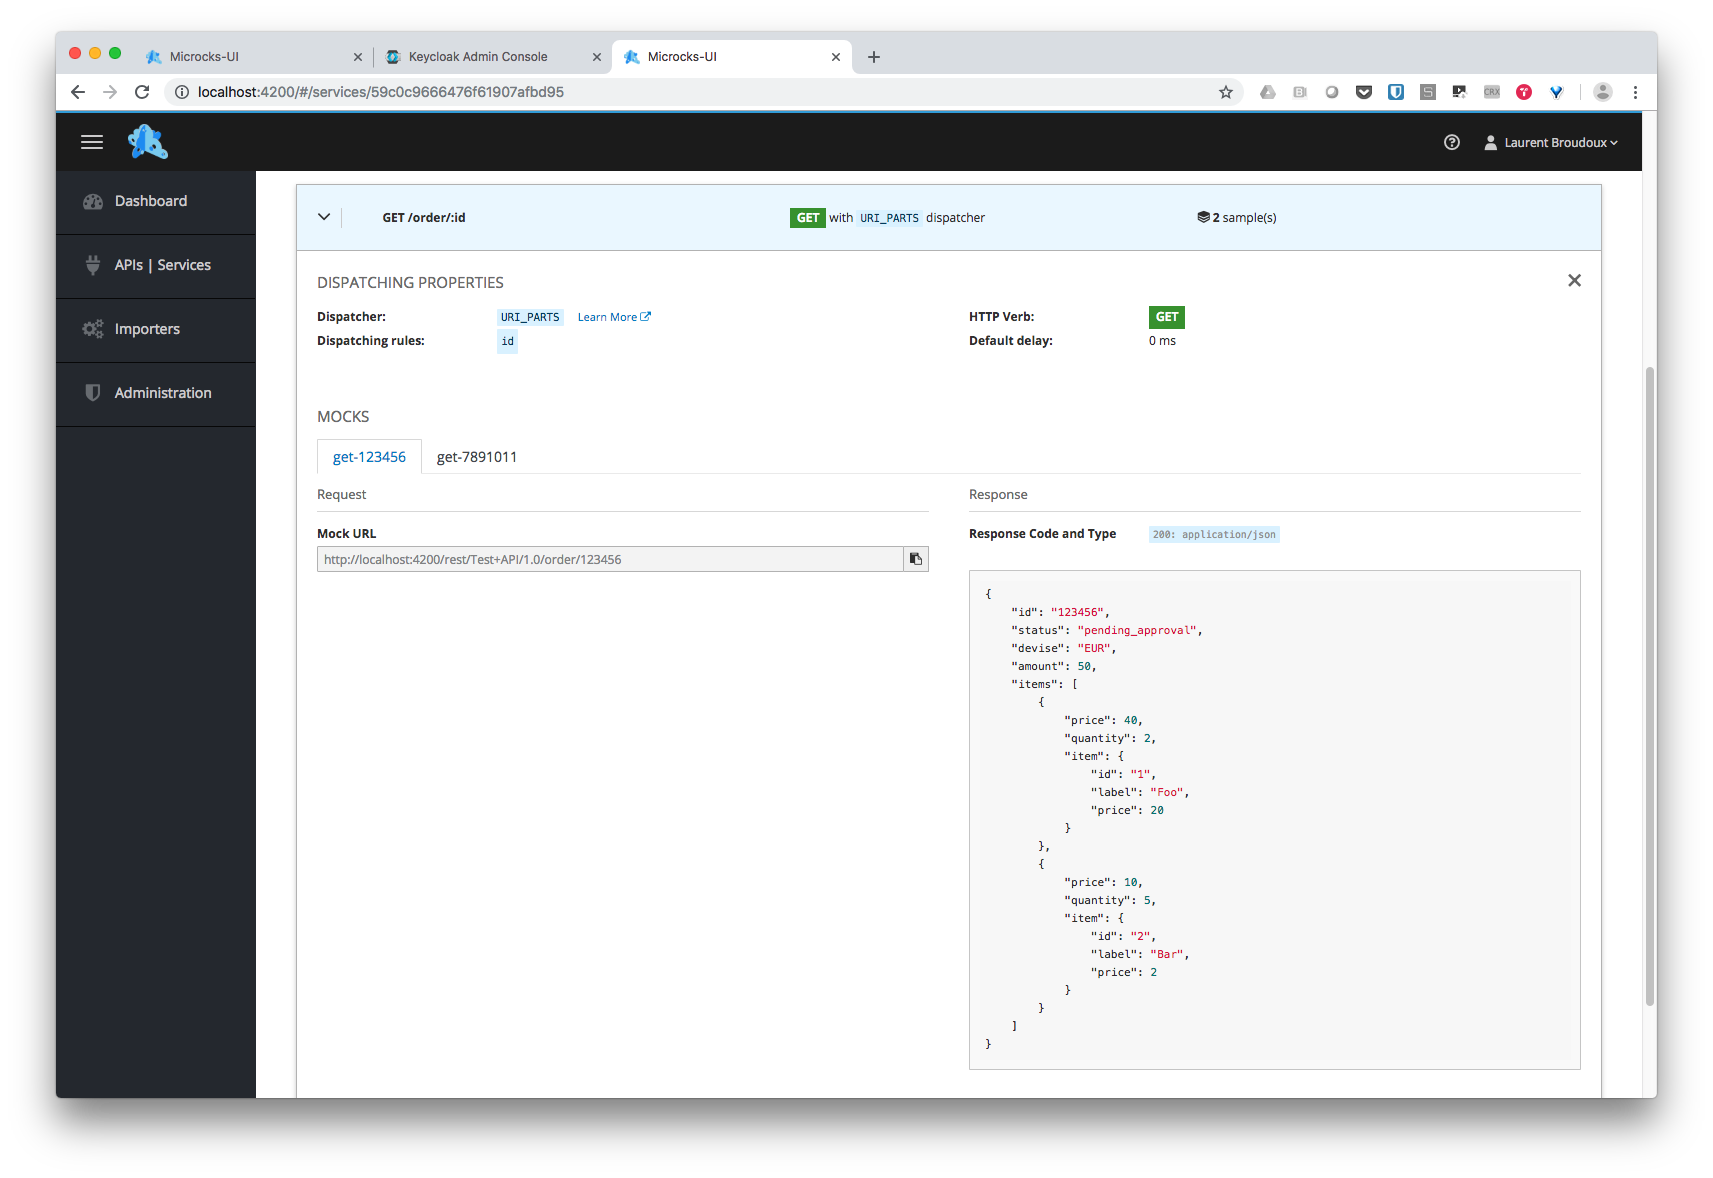 Microcks-UI
Keycloak Admin Console
Microcks-UI
localhost:4200/#/services/59c0c9666476f61907afbd95
CRX
Laurent Broudoux
Dashboard
APIs | Services
Importers
Administration
GET /order/:id
GET with URI_PARTS dispatcher
2 sample(s)
DISPATCHING PROPERTIES
Dispatcher: URI_PARTS Learn More
HTTP Verb: GET
Dispatching rules: id
Default delay: 0 ms
MOCKS
get-123456 get-7891011
Request
Response
Mock URL
http://localhost:4200/rest/Test+API/1.0/order/123456
Response Code and Type 200: application/json
{
"id": "123456",
"status": "pending_approval",
"devise": "EUR",
"amount": 50,
"items": [
{
"price": 40,
"quantity": 2,
"item": {
"id": "1",
"label": "Foo",
"price": 20
}
},
{
"price": 10,
"quantity": 5,
"item": {
"id": "2",
"label": "Bar",
"price": 2
}
}
]
}